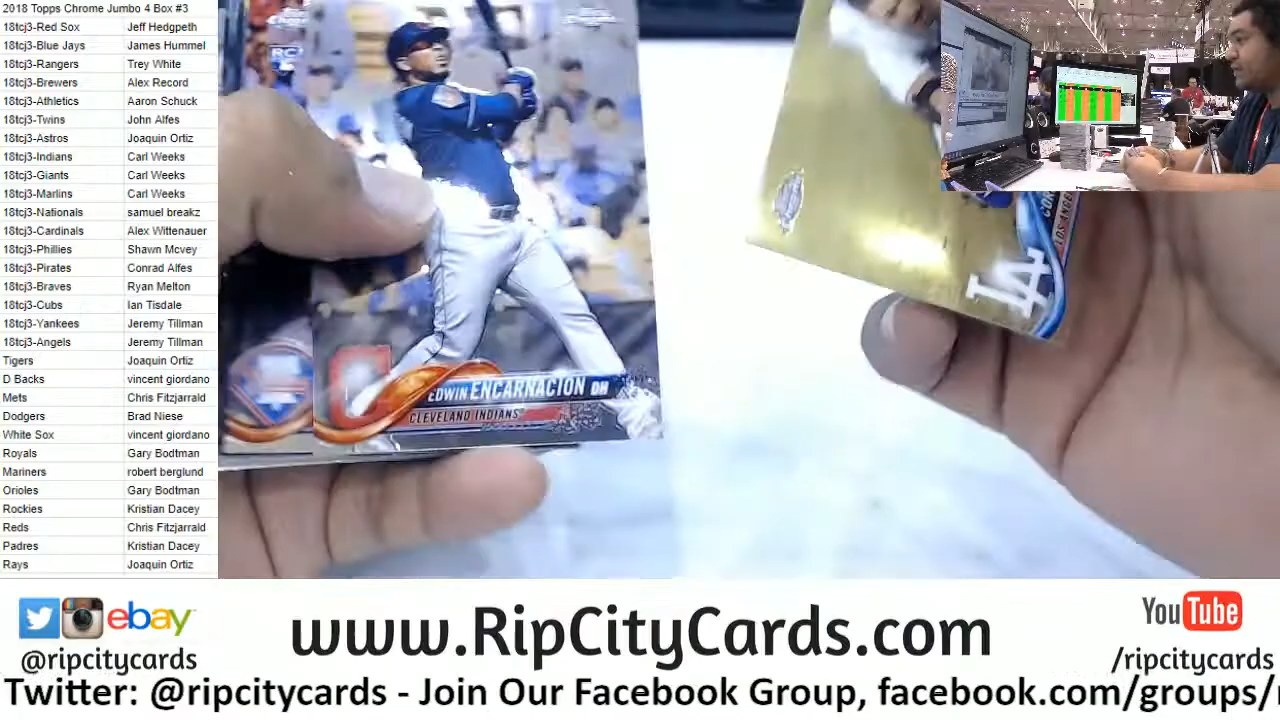 2018 Topps Chrome Jumbo 4 Box #3
18tcj3-Red Sox Jeff Hedgpeth
18tcj3-Blue Jays James Hummel
18tcj3-Rangers Trey White
18tcj3-Brewers Alex Record
18tcj3-Athletics Aaron Schuck
18tcj3-Twins John Alfes
18tcj3-Astros Joaquin Ortiz
18tcj3-Indians Carl Weeks
18tcj3-Giants Carl Weeks
18tcj3-Marlins Carl Weeks
18tcj3-Nationals samuel breakz
18tcj3-Cardinals Alex Wittenauer
18tcj3-Phillies Shawn Mcvey
18tcj3-Pirates Conrad Alfes
18tcj3-Braves Ryan Melton
18tcj3-Cubs Ian Tisdale
18tcj3-Yankees Jeremy Tillman
18tcj3-Angels Jeremy Tillman
Tigers Joaquin Ortiz
D Backs vincent giordano
Mets Chris Fitzjarrald
Dodgers Brad Niese
White Sox vincent giordano
Royals Gary Bodtman
Mariners robert berglund
Orioles Gary Bodtman
Rockies Kristian Dacey
Reds Chris Fitzjarrald
Padres Kristian Dacey
Rays Joaquin Ortiz
RC
EDWIN ENCARNACION DH
CLEVELAND INDIANS
COR
LOS ANGE
LA
ebay
@ripcitycards
www.RipCityCards.com
YouTube
/ripcitycards
Twitter: @ripcitycards - Join Our Facebook Group, facebook.com/groups/